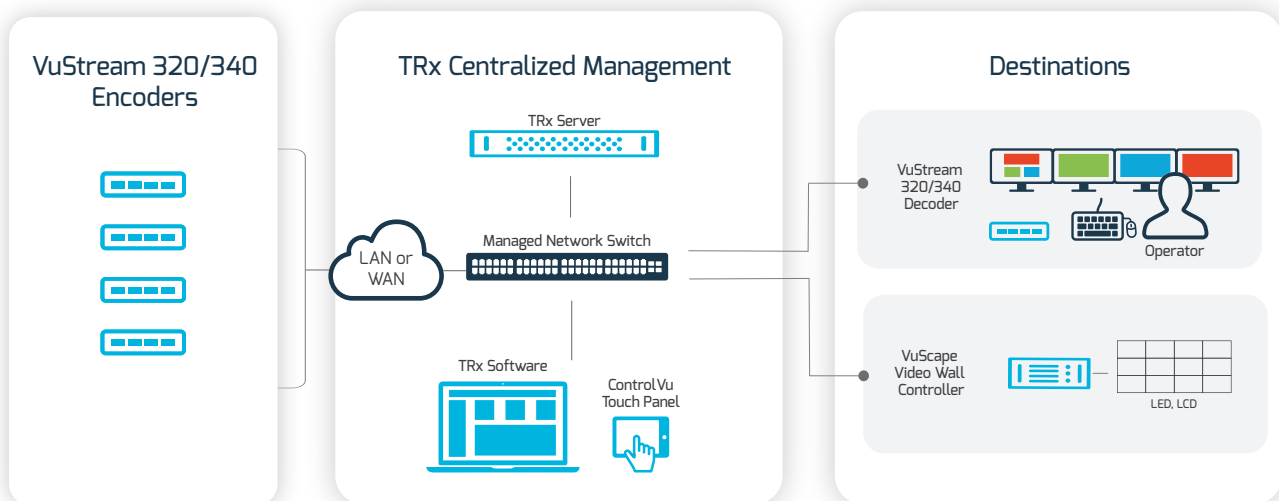 VuStream 320/340
Encoders
TRx Centralized Management
TRx Server
LAN or
WAN
Managed Network Switch
TRx Software
ControlVu
Touch Panel
Destinations
VuStream
320/340
Decoder
Operator
VuScape
Video Wall
Controller
LED, LCD